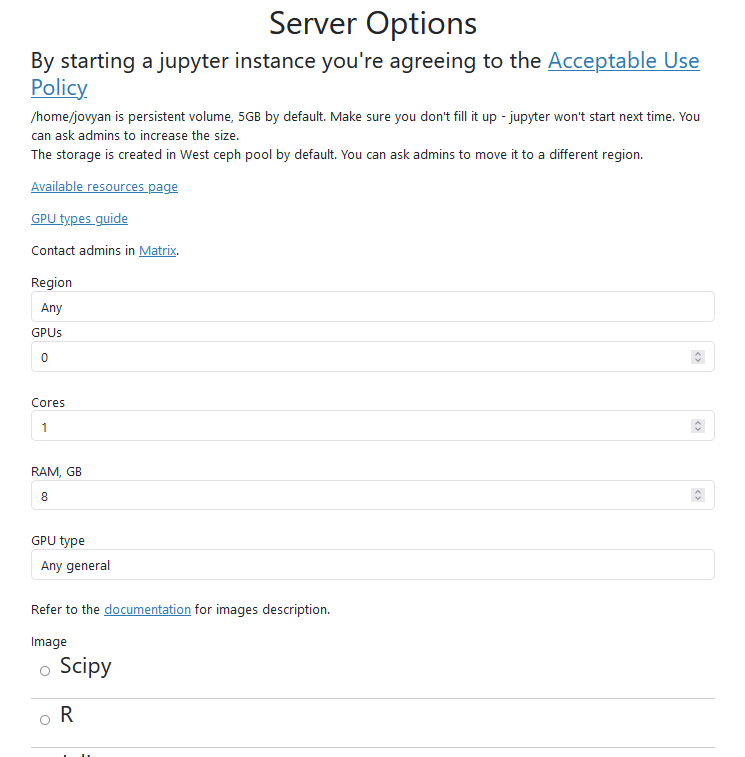 Server Options
By starting a jupyter instance you're agreeing to the Acceptable Use
Policy
/home/jovyan is persistent volume, 5GB by default. Make sure you don't fill it up - jupyter won't start next time. You
can ask admins to increase the size.
The storage is created in West ceph pool by default. You can ask admins to move it to a different region.
Available resources page
GPU types guide
Contact admins in Matrix.
Region
Any
GPUs
0
Cores
1
RAM, GB
8
GPU type
Any general
Refer to the documentation for images description.
Image
Scipy
R